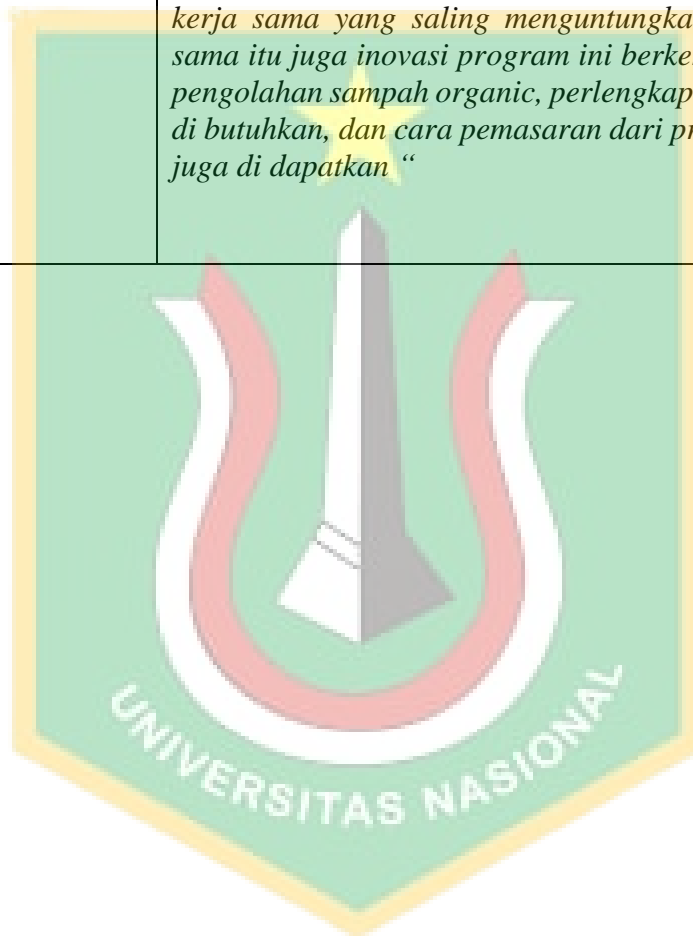 kerja sama yang saling menguntungka
sama itu juga inovasi program ini berke
pengolahan sampah organic, perlengkap
di butuhkan, dan cara pemasaran dari pr
juga di dapatkan “
UNIVERSITAS NASIONAL